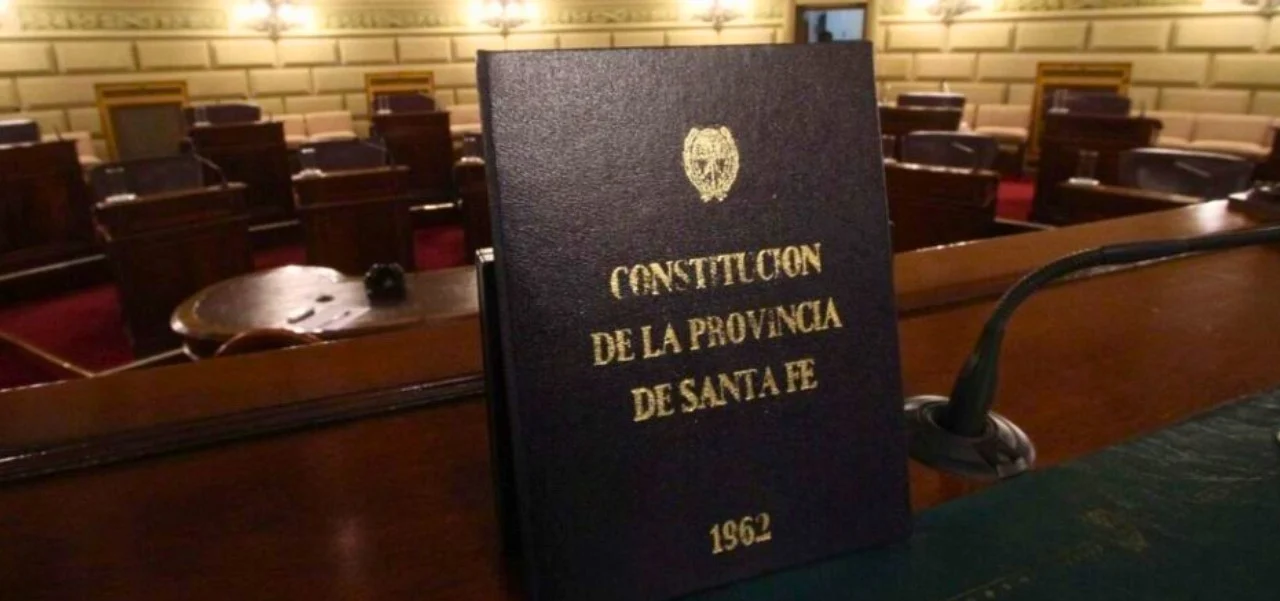 CONSTITUCION
DE LA PROVINCIA
DE SANTA FE
1962